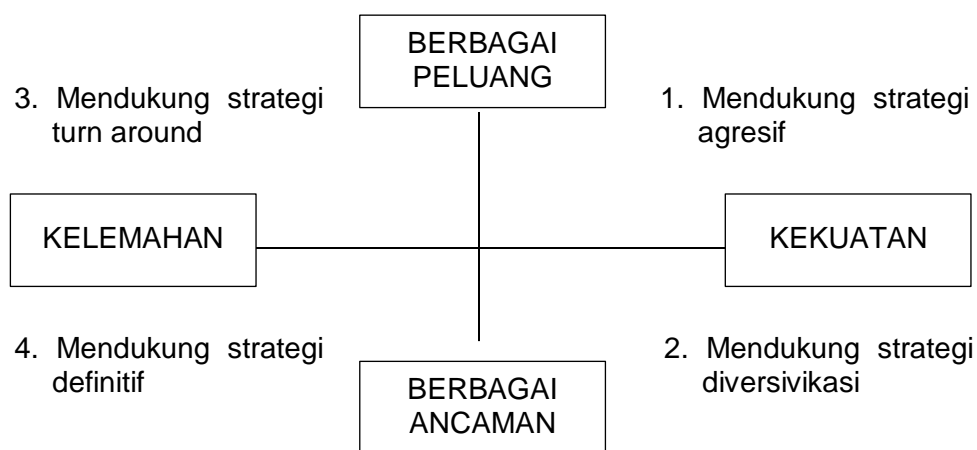 BERBAGAI
PELUANG
3. Mendukung strategi
turn around
1. Mendukung strategi
agresif
KELEMAHAN
KEKUATAN
4. Mendukung strategi
definitif
2. Mendukung strategi
diversivikasi
BERBAGAI
ANCAMAN